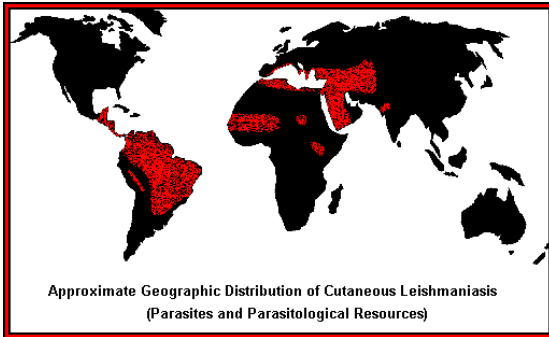 Approximate Geographic Distribution of Cutaneous Leishmaniasis
(Parasites and Parasitological Resources)